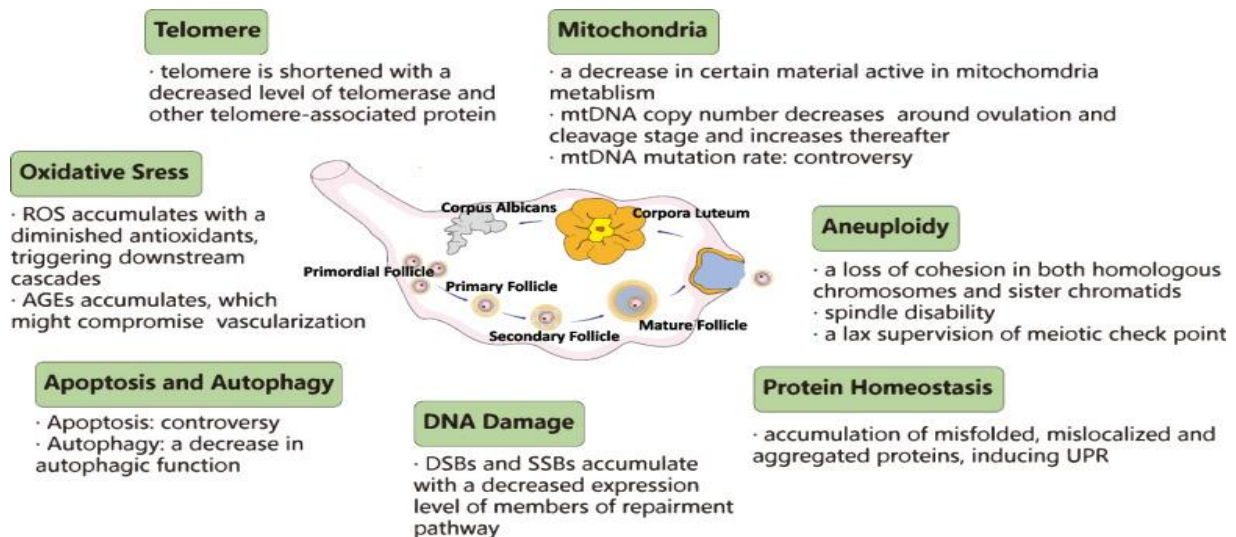 Telomere
· telomere is shortened with a
decreased level of telomerase and
other telomere-associated protein
Mitochondria
· a decrease in certain material active in mitochomdria
metablism
· mtDNA copy number decreases around ovulation and
cleavage stage and increases thereafter
· mtDNA mutation rate: controversy
Oxidative Sress
· ROS accumulates with a
diminished antioxidants,
triggering downstream
cascades
· AGEs accumulates, which
might compromise vascularization
Corpus Albicans
Corpora Luteum
Primordial Follicle
Primary Follicle
Secondary Follicle
Mature Follicle
Aneuploidy
· a loss of cohesion in both homologous
chromosomes and sister chromatids
· spindle disability
· a lax supervision of meiotic check point
Apoptosis and Autophagy
· Apoptosis: controversy
· Autophagy: a decrease in
autophagic function
DNA Damage
· DSBs and SSBs accumulate
with a decreased expression
level of members of repairment
pathway
Protein Homeostasis
· accumulation of misfolded, mislocalized and
aggregated proteins, inducing UPR